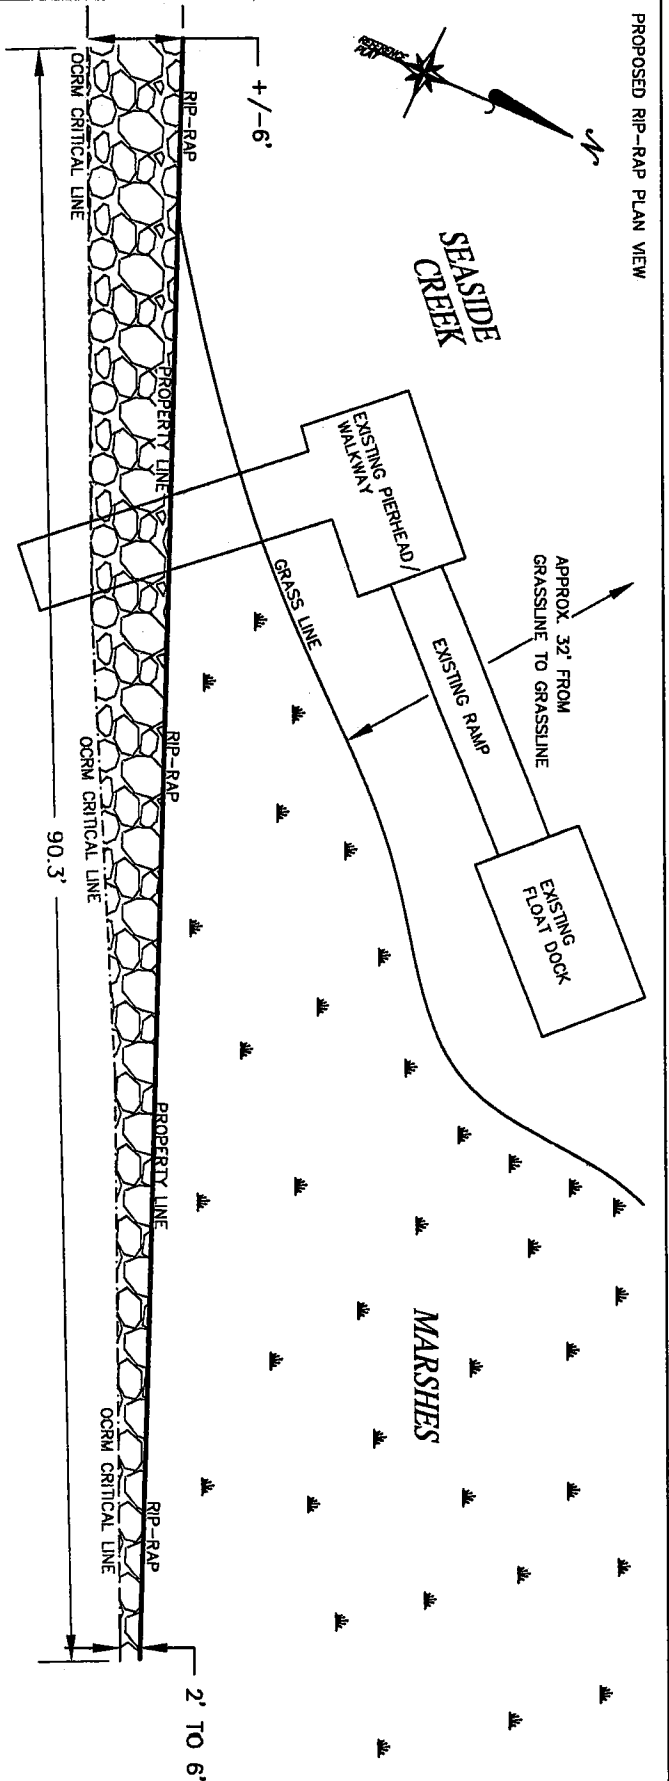 PROPOSED RIP-RAP PLAN VIEW
N
REFERENCE
PLAT
SEASIDE
CREEK
+/-6'
RIP-RAP
OCRM CRITICAL LINE
EXISTING PIERHEAD/
WALKWAY
PROPERTY LINE
APPROX. 32' FROM
GRASSLINE TO GRASSLINE
GRASS LINE
EXISTING RAMP
RIP-RAP
OCRM CRITICAL LINE
90.3'
EXISTING
FLOAT DOCK
PROPERTY LINE
MARSHES
OCRM CRITICAL LINE
RIP-RAP
2' TO 6'